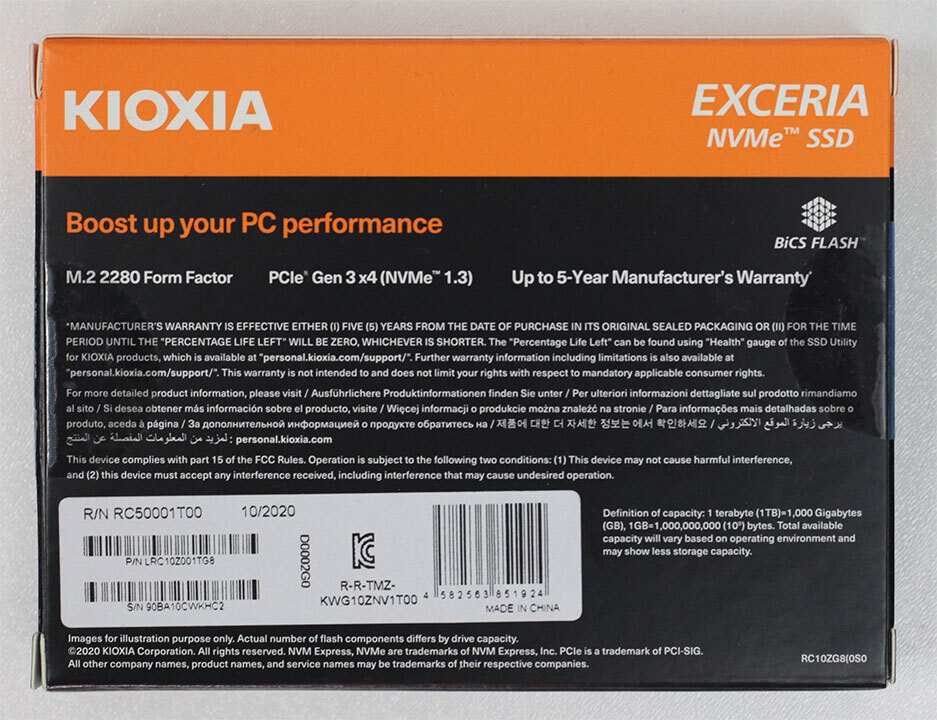 KIOXIA
EXCERIA
NVMe™ SSD
Boost up your PC performance
BiCS FLASH™
M.2 2280 Form Factor
PCIe® Gen 3 x4 (NVMe™ 1.3)
Up to 5-Year Manufacturer's Warranty*
*MANUFACTURER'S WARRANTY IS EFFECTIVE EITHER (I) FIVE (5) YEARS FROM THE DATE OF PURCHASE IN ITS ORIGINAL SEALED PACKAGING OR (II) FOR THE TIME
PERIOD UNTIL THE "PERCENTAGE LIFE LEFT" WILL BE ZERO, WHICHEVER IS SHORTER. The "Percentage Life Left" can be found using "Health" gauge of the SSD Utility
for KIOXIA products, which is available at "personal.kioxia.com/support/". Further warranty information including limitations is also available at
"personal.kioxia.com/support/". This warranty is not intended to and does not limit your rights with respect to mandatory applicable consumer rights.
For more detailed product information, please visit / Ausführlichere Produktinformationen finden Sie unter / Per ulteriori informazioni dettagliate sul prodotto rimandiamo
al sito / Si desea obtener más información sobre el producto, visite / Więcej informacji o produkcie można znaleźć na stronie / Para informações mais detalhadas sobre o
produto, aceda à página / За дополнительной информацией о продукте обратитесь на / 제품에 대한 더 자세한 정보는 에서 확인하세요 / يرجى زيارة الموقع الالكتروني
لمزيد من المعلومات المفصلة عن المنتج : personal.kioxia.com
This device complies with part 15 of the FCC Rules. Operation is subject to the following two conditions: (1) This device may not cause harmful interference,
and (2) this device must accept any interference received, including interference that may cause undesired operation.
R/N RC50001T00 10/2020
P/N LRC10Z001TG8
S/N 90BA10CWKHC2
D0002G0
R-R-TMZ-
KWG10ZNV1T00
4 582563 851924
MADE IN CHINA
Definition of capacity: 1 terabyte (1TB)=1,000 Gigabytes
(GB), 1GB=1,000,000,000 (10⁹) bytes. Total available
capacity will vary based on operating environment and
may show less storage capacity.
Images for illustration purpose only. Actual number of flash components differs by drive capacity.
©2020 KIOXIA Corporation. All rights reserved. NVM Express, NVMe are trademarks of NVM Express, Inc. PCIe is a trademark of PCI-SIG.
All other company names, product names, and service names may be trademarks of their respective companies.
RC10ZG8(0S0